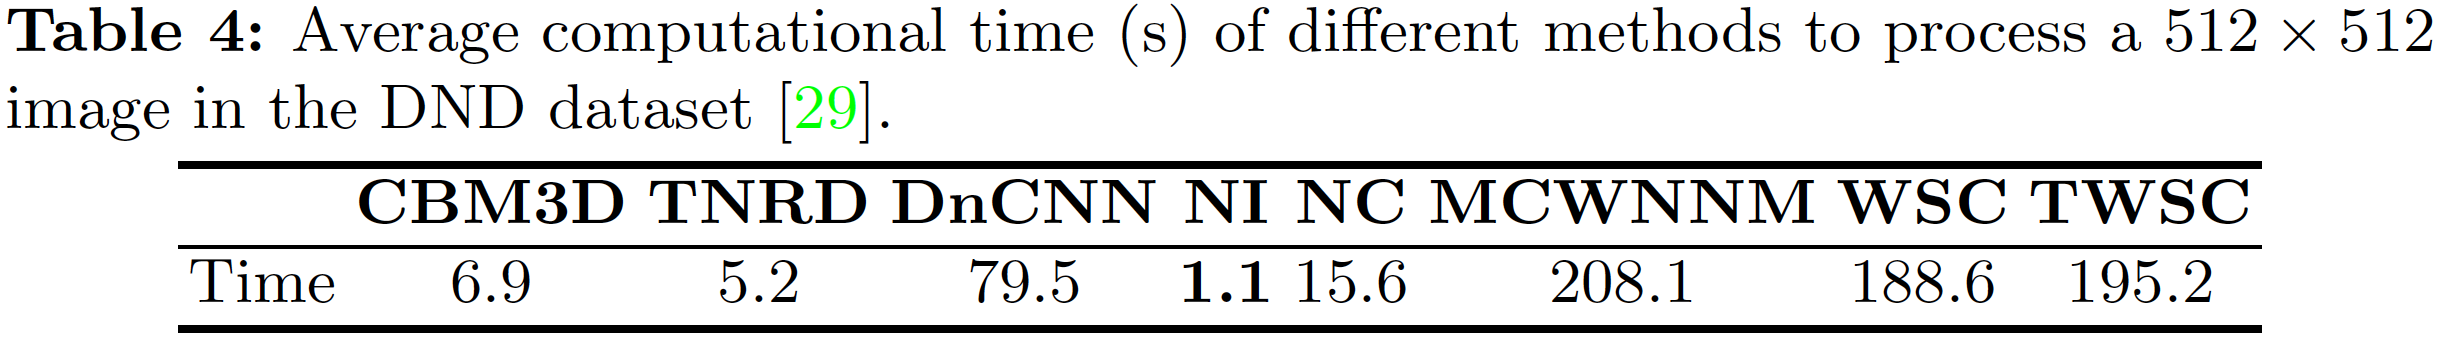 Table 4: Average computational time (s) of different methods to process a 512 × 512
image in the DND dataset [29].
CBM3D TNRD DnCNN NI NC MCWNNM WSC TWSC
Time 6.9 5.2 79.5 1.1 15.6 208.1 188.6 195.2